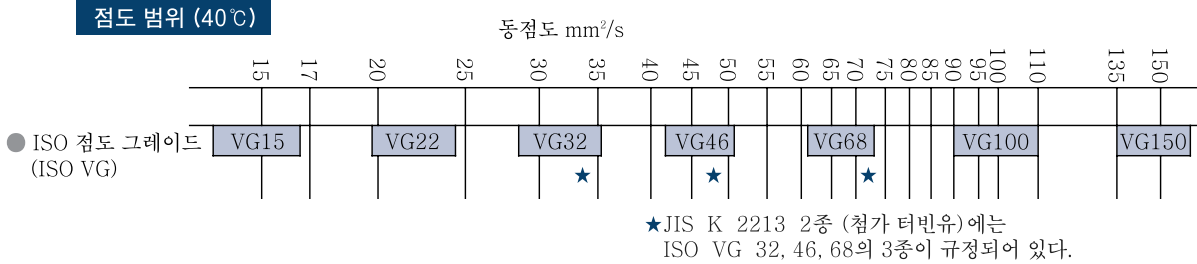 점도 범위 (40℃)
동점도 mm²/s
15 17 20 25 30 35 40 45 50 55 60 65 70 75 80 85 90 95 100 110 135 150
● ISO 점도 그레이드 VG15 VG22 VG32 VG46 VG68 VG100 VG150
(ISO VG)
★ ★ ★
★JIS K 2213 2종 (첨가 터빈유)에는
ISO VG 32, 46, 68의 3종이 규정되어 있다.